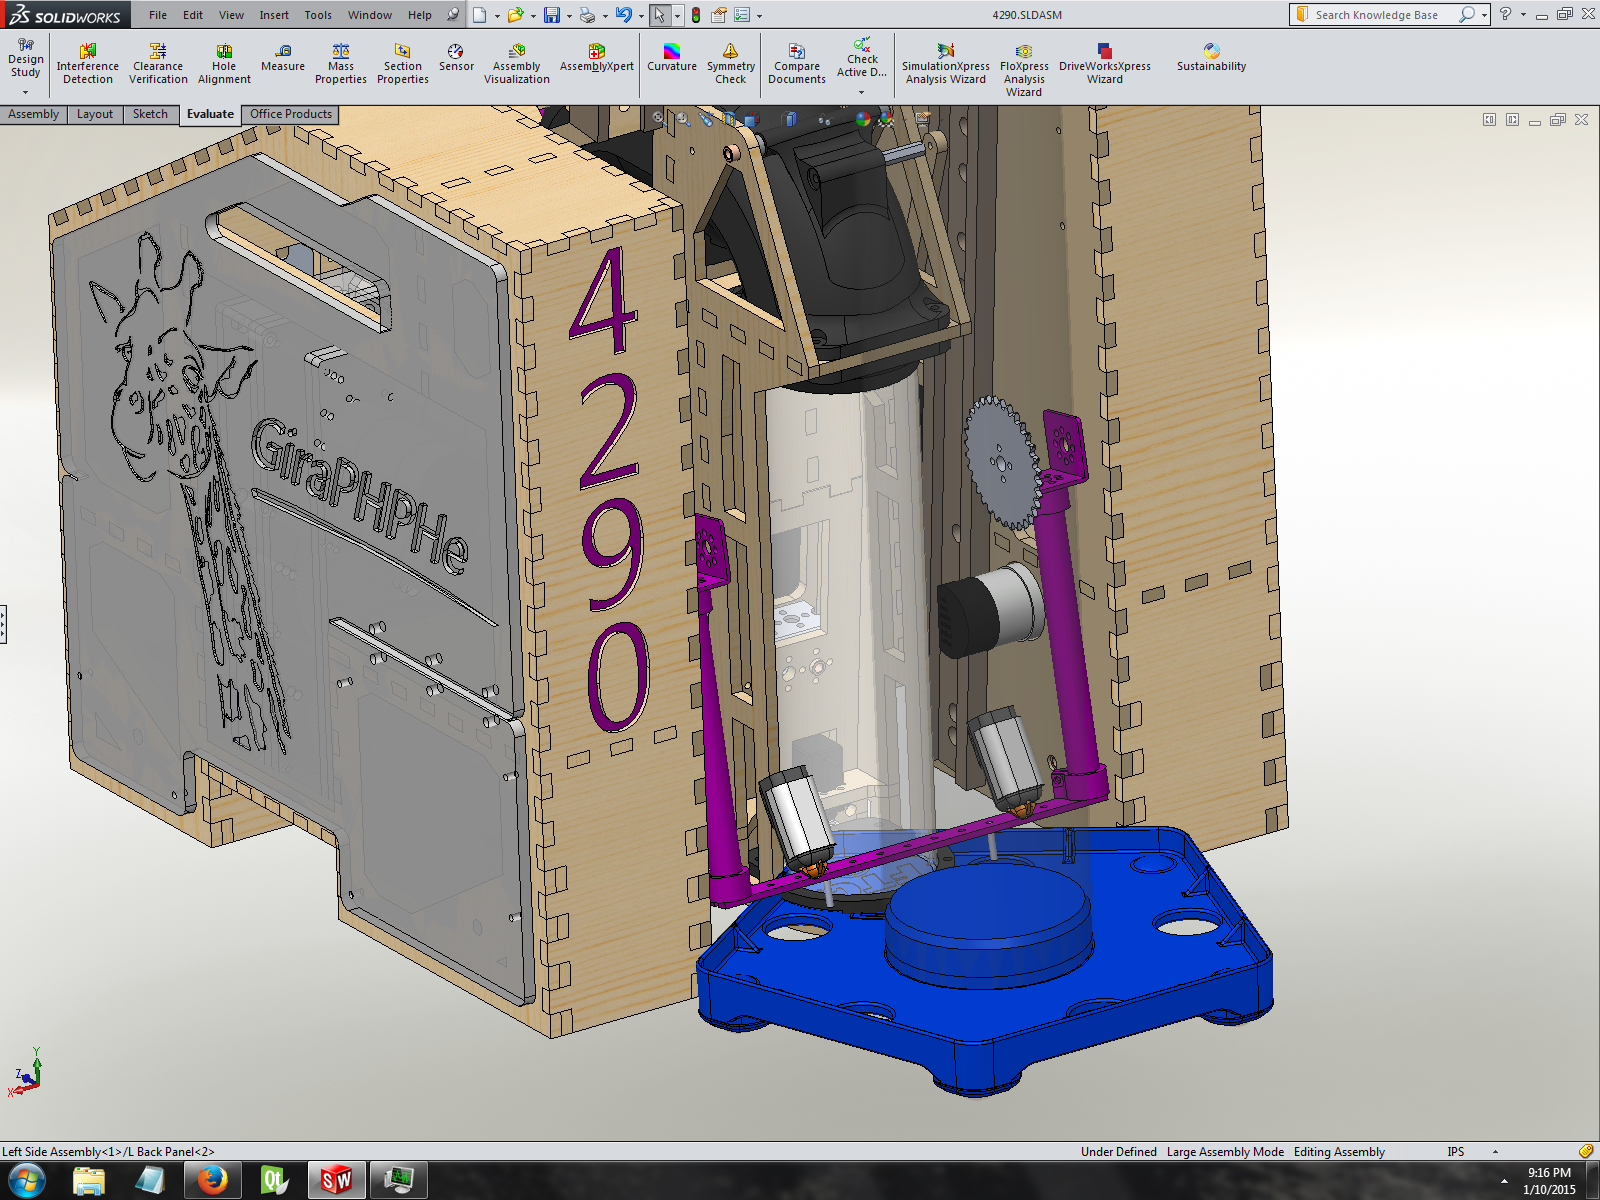 SOLIDWORKS
File Edit View Insert Tools Window Help
4290.SLDASM
Search Knowledge Base
Design Study
Interference Detection
Clearance Verification
Hole Alignment
Measure
Mass Properties
Section Properties
Sensor
Assembly Visualization
AssemblyXpert
Curvature
Symmetry Check
Compare Documents
Check Active D...
SimulationXpress Analysis Wizard
FloXpress Analysis Wizard
DriveWorksXpress Wizard
Sustainability
Assembly Layout Sketch Evaluate Office Products
GiraPHPHe
4
2
9
0
Y
Z
X
Left Side Assembly<1>/L Back Panel<2>
Under Defined Large Assembly Mode Editing Assembly IPS
Qt
SW
9:16 PM
1/10/2015